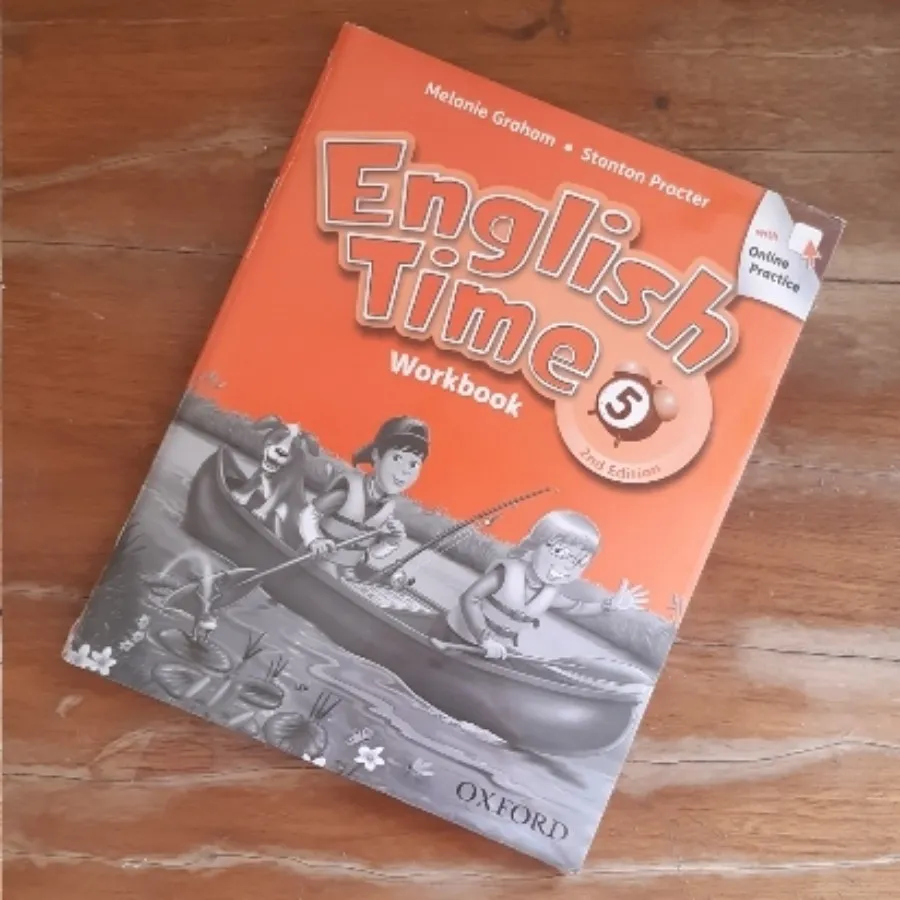 Melanie Graham • Stanton Procter
English
Time
Workbook
5
2nd Edition
with
Online
Practice
OXFORD